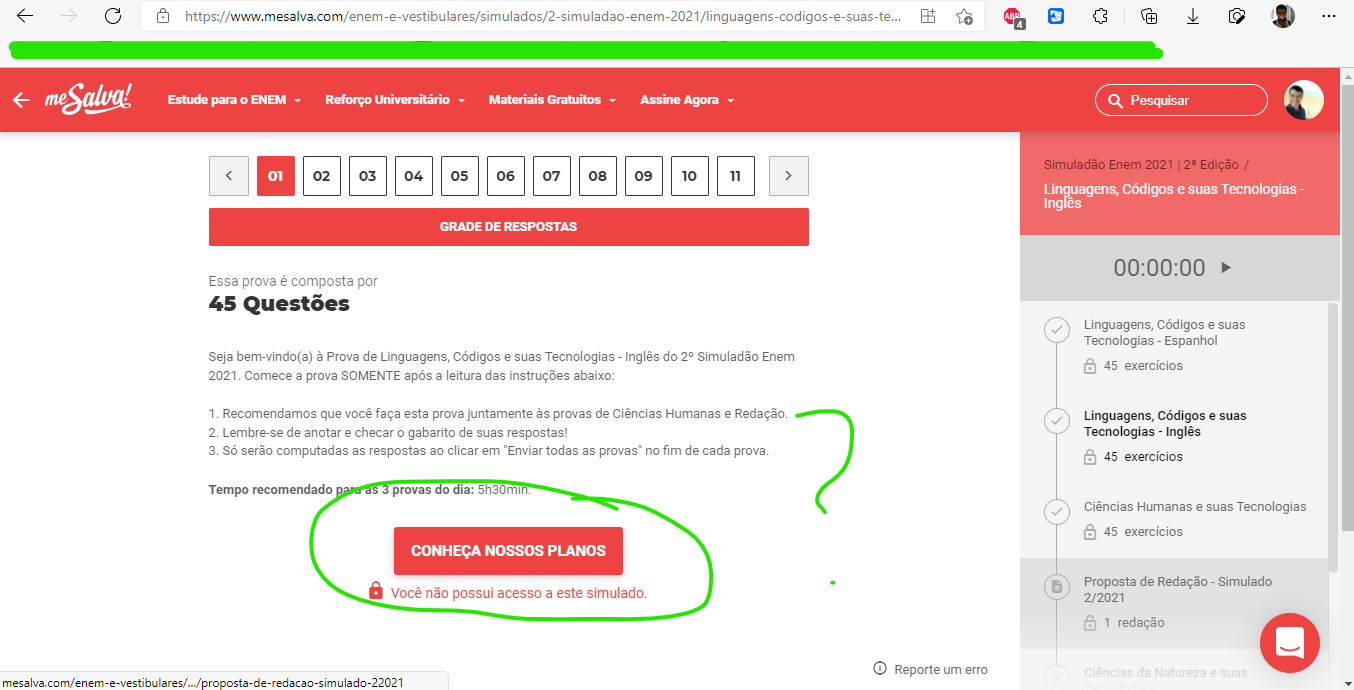 https://www.mesalva.com/enem-e-vestibulares/simulados/2-simuladao-enem-2021/linguagens-codigos-e-suas-te...
ABP
4
me Salva!
Estude para o ENEM
Reforço Universitário
Materiais Gratuitos
Assine Agora
Pesquisar
01
02
03
04
05
06
07
08
09
10
11
GRADE DE RESPOSTAS
Essa prova é composta por
45 Questões
Seja bem-vindo(a) à Prova de Linguagens, Códigos e suas Tecnologias - Inglês do 2º Simuladão Enem
2021. Comece a prova SOMENTE após a leitura das instruções abaixo:
1. Recomendamos que você faça esta prova juntamente às provas de Ciências Humanas e Redação.
2. Lembre-se de anotar e checar o gabarito de suas respostas!
3. Só serão computadas as respostas ao clicar em "Enviar todas as provas" no fim de cada prova.
Tempo recomendado para as 3 provas do dia: 5h30min.
CONHEÇA NOSSOS PLANOS
Você não possui acesso a este simulado.
?
Reporte um erro
Simuladão Enem 2021 | 2ª Edição /
Linguagens, Códigos e suas Tecnologias -
Inglês
00:00:00
Linguagens, Códigos e suas
Tecnologias - Espanhol
45 exercícios
Linguagens, Códigos e suas
Tecnologias - Inglês
45 exercícios
Ciências Humanas e suas Tecnologias
45 exercícios
Proposta de Redação - Simulado
2/2021
1 redação
Ciências da Natureza e suas
Tecnologias
mesalva.com/enem-e-vestibulares/.../proposta-de-redacao-simulado-22021